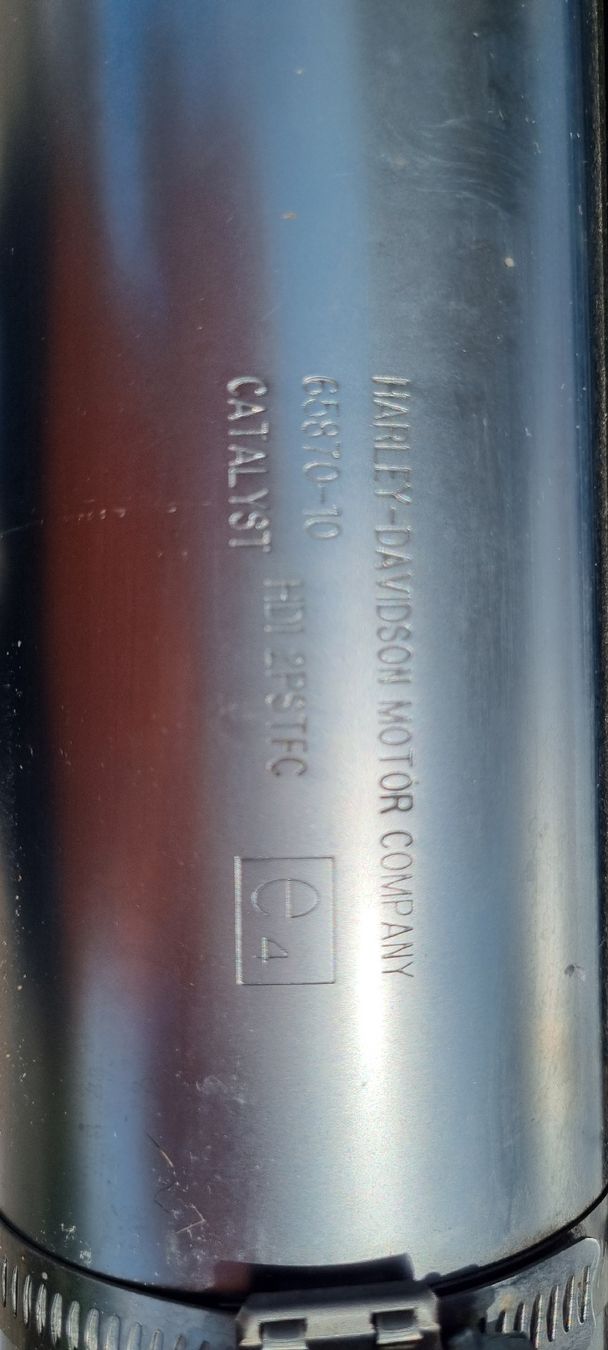 HARLEY-DAVIDSON MOTOR COMPANY
65870-10
HDI 2PSTFC
CATALYST
e4